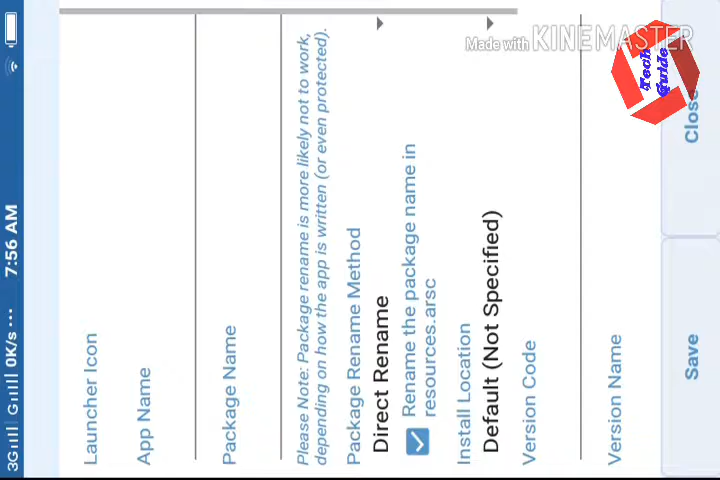 3G G 0K/s ... 7:56 AM
Launcher Icon
App Name
Package Name
Please Note: Package rename is more likely not to work,
depending on how the app is written (or even protected).
Package Rename Method
Direct Rename
Rename the package name in
resources.arsc
Install Location
Default (Not Specified)
Version Code
Version Name
Save
Close
Made with KINEMASTER
Tech
Guide